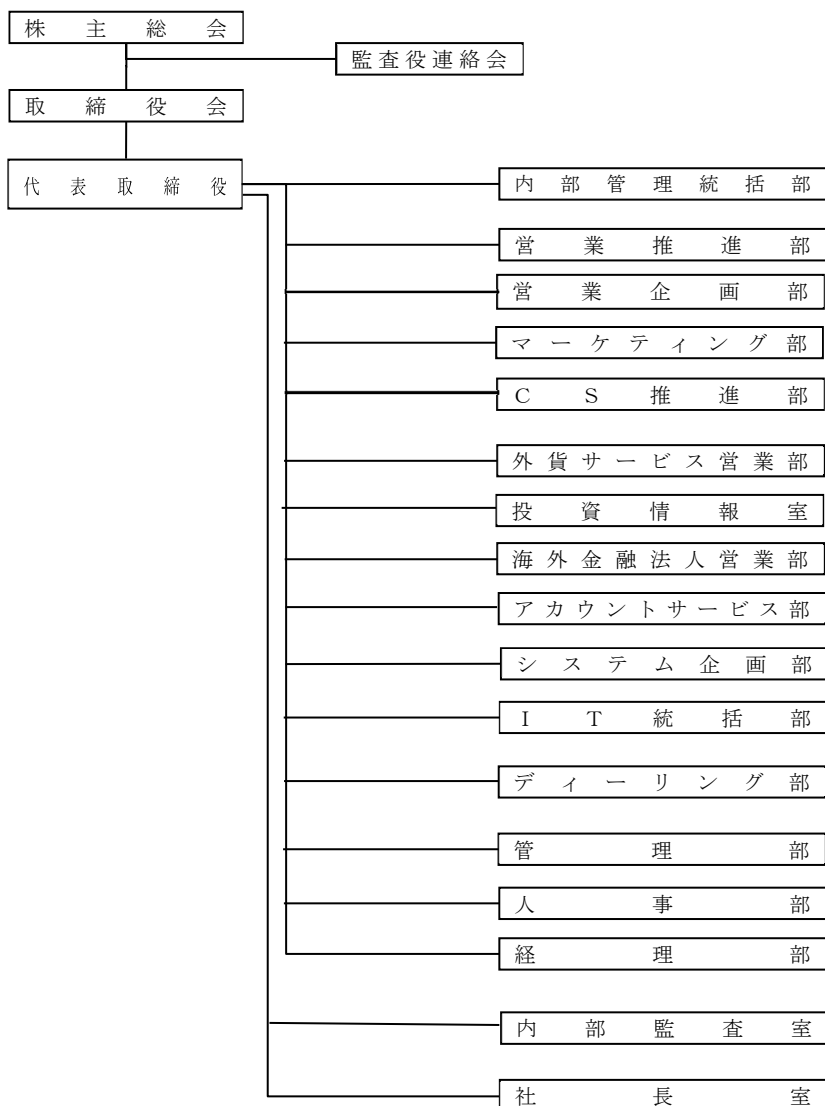 株主総会
監査役連絡会
取締役会
代表取締役
内部管理統括部
営業推進部
営業企画部
マーケティング部
CS推進部
外貨サービス営業部
投資情報室
海外金融法人営業部
アカウントサービス部
システム企画部
IT統括部
ディーリング部
管理部
人事部
経理部
内部監査室
社長室